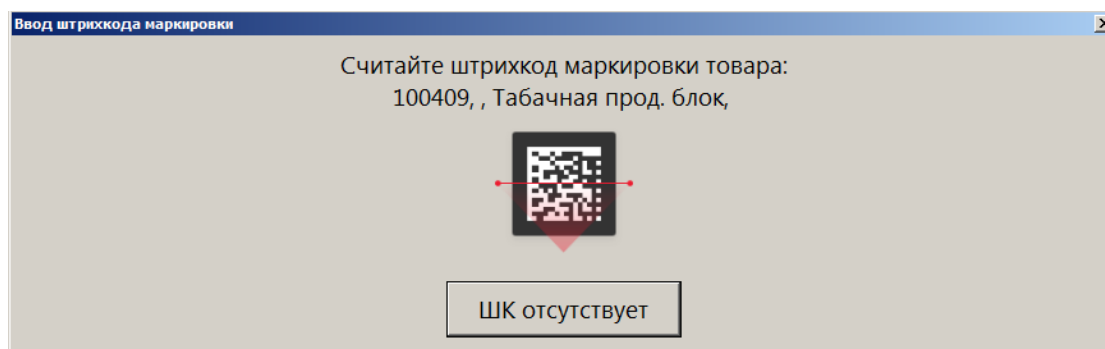 Ввод штрихкода маркировки
Считайте штрихкод маркировки товара:
100409, , Табачная прод. блок,
ШК отсутствует